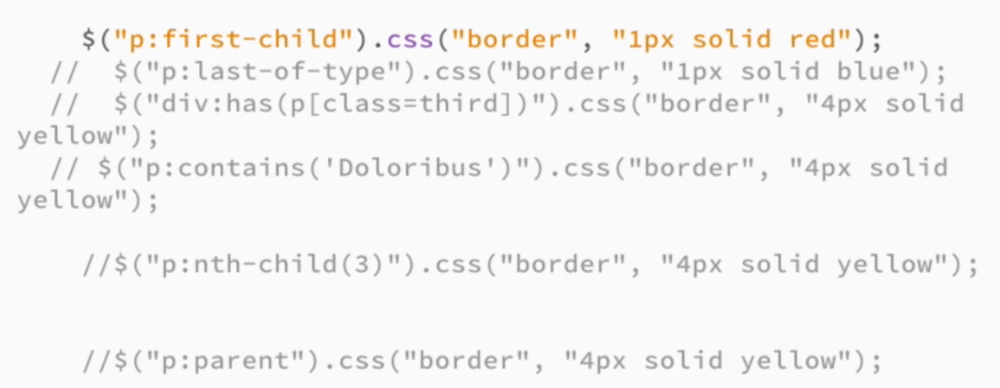 $("p:first-child").css("border", "1px solid red");
//  $("p:last-of-type").css("border", "1px solid blue");
//  $("div:has(p[class=third])").css("border", "4px solid
yellow");
// $("p:contains('Doloribus')").css("border", "4px solid
yellow");
//$("p:nth-child(3)").css("border", "4px solid yellow");
//$("p:parent").css("border", "4px solid yellow");